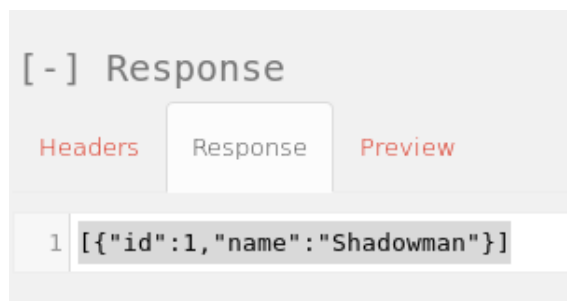 [-] Response
Headers Response Preview
1 [{"id":1,"name":"Shadowman"}]